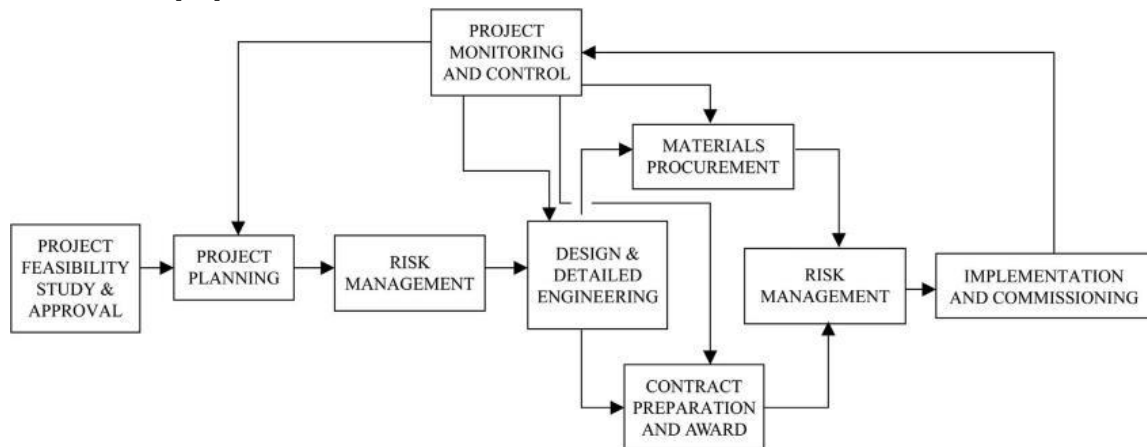 PROJECT
MONITORING
AND CONTROL
MATERIALS
PROCUREMENT
PROJECT
FEASIBILITY
STUDY &
APPROVAL
PROJECT
PLANNING
RISK
MANAGEMENT
DESIGN &
DETAILED
ENGINEERING
RISK
MANAGEMENT
IMPLEMENTATION
AND COMMISSIONING
CONTRACT
PREPARATION
AND AWARD